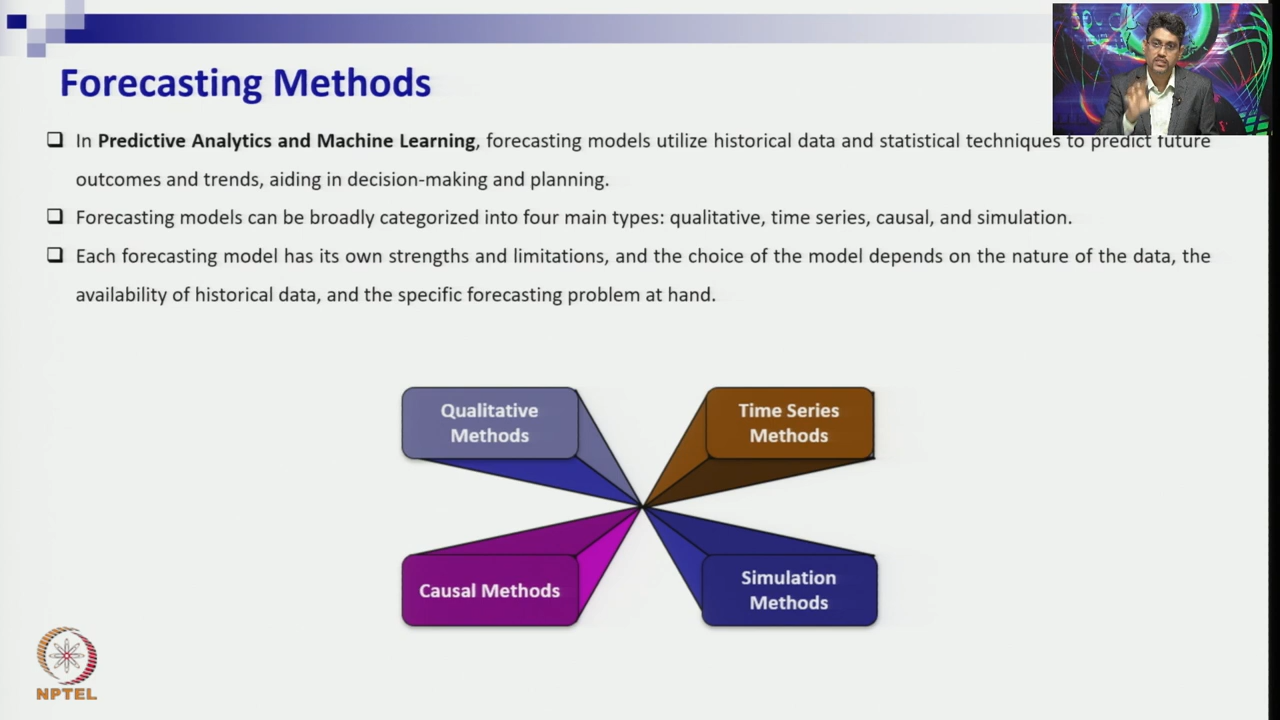 Forecasting Methods
❑ In Predictive Analytics and Machine Learning, forecasting models utilize historical data and statistical techniques to predict future
outcomes and trends, aiding in decision-making and planning.
❑ Forecasting models can be broadly categorized into four main types: qualitative, time series, causal, and simulation.
❑ Each forecasting model has its own strengths and limitations, and the choice of the model depends on the nature of the data, the
availability of historical data, and the specific forecasting problem at hand.
Qualitative
Methods
Time Series
Methods
Causal Methods
Simulation
Methods
NPTEL